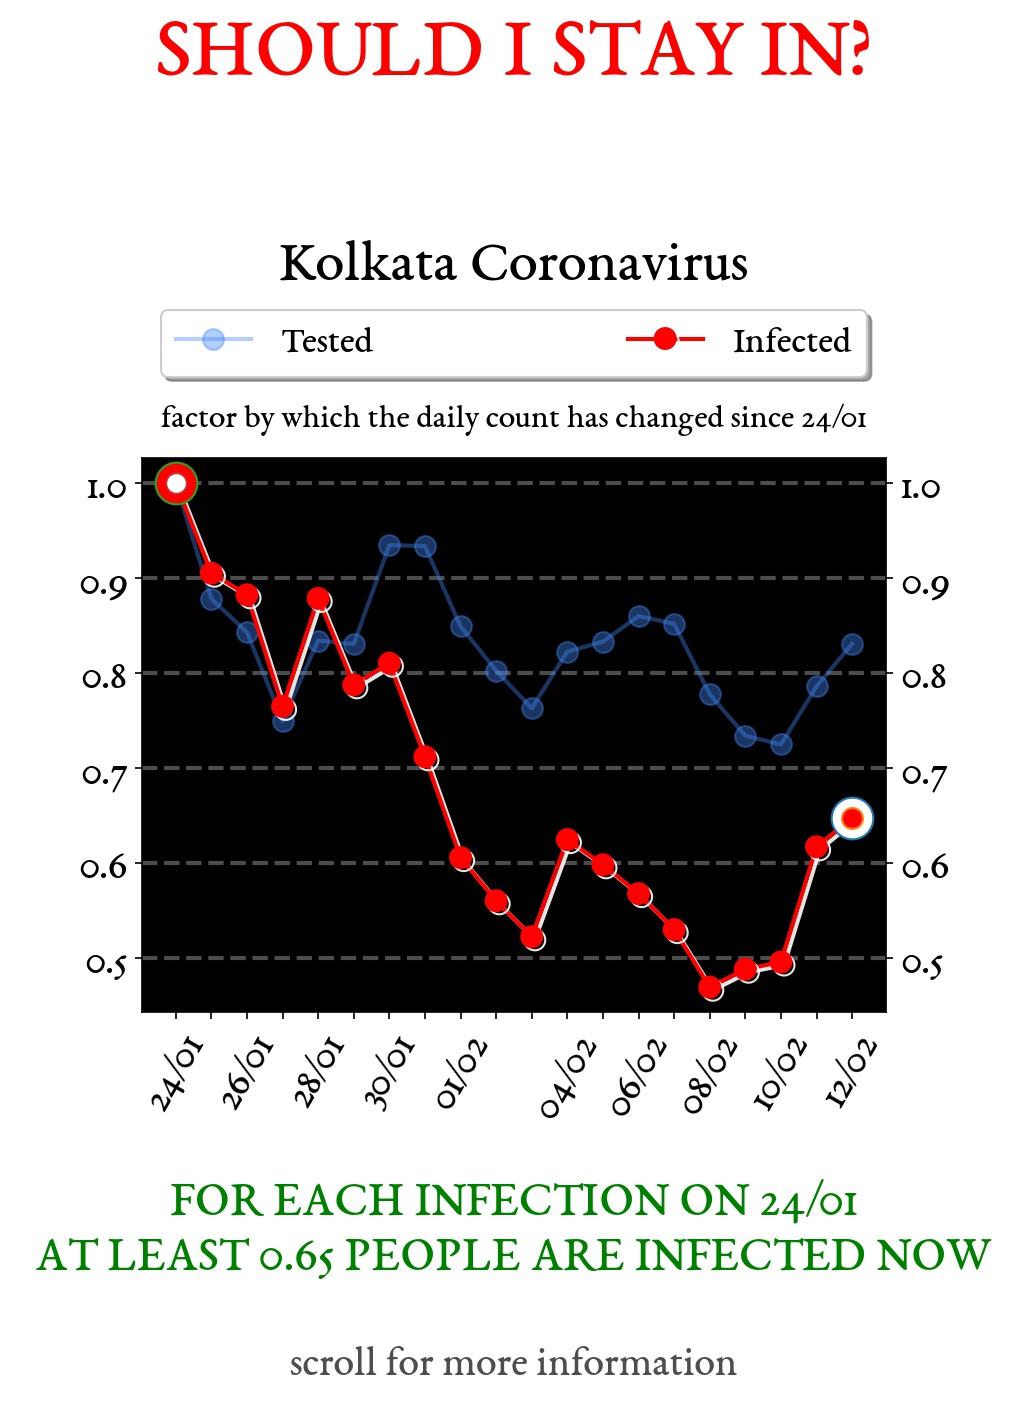 SHOULD I STAY IN?
Kolkata Coronavirus
Tested Infected
factor by which the daily count has changed since 24/01
1.0 1.0
0.9 0.9
0.8 0.8
0.7 0.7
0.6 0.6
0.5 0.5
24/01 26/01 28/01 30/01 01/02 04/02 06/02 08/02 10/02 12/02
FOR EACH INFECTION ON 24/01
AT LEAST 0.65 PEOPLE ARE INFECTED NOW
scroll for more information